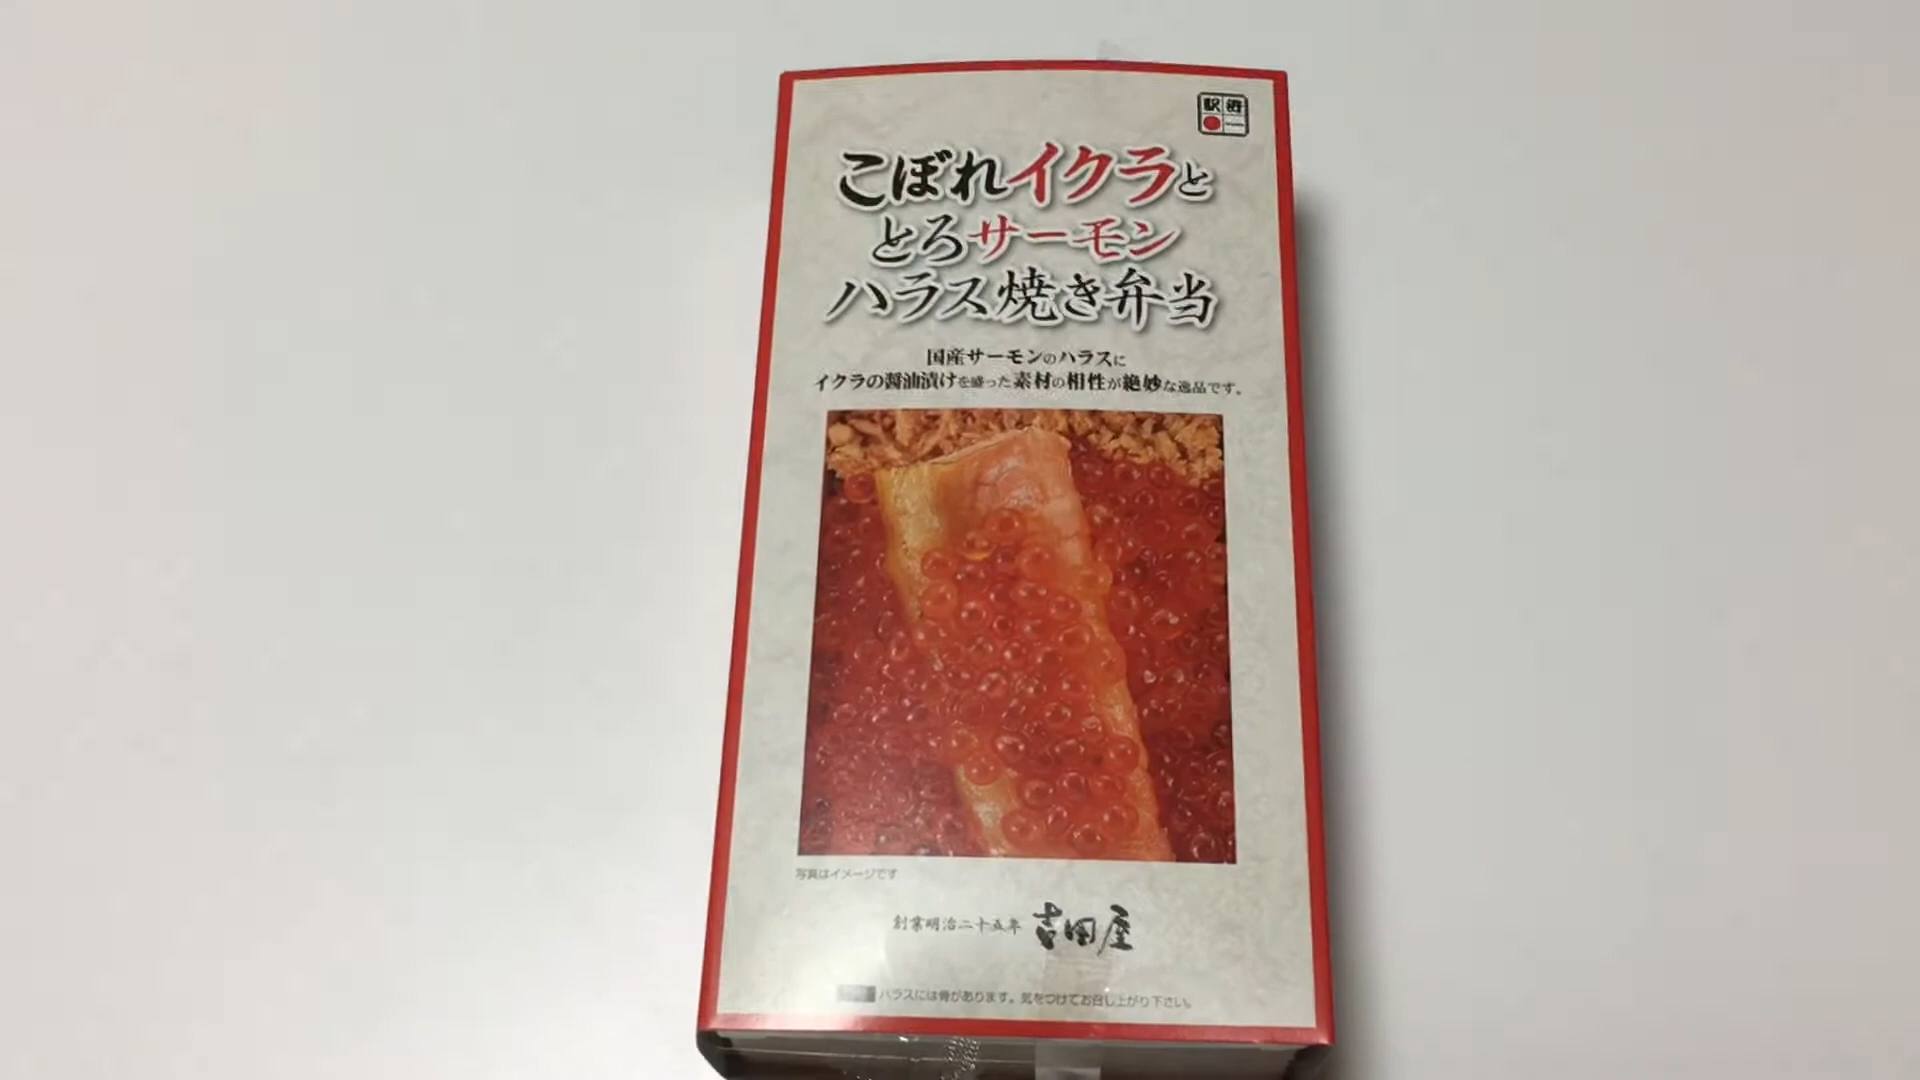 駅弁
こぼれイクラと
とろサーモン
ハラス焼き弁当
国産サーモンのハラスに
イクラの醤油漬けを盛った素材の相性が絶妙な逸品です。
写真はイメージです
創業明治二十五年 吉田屋
ハラスには骨があります。気をつけてお召し上がり下さい。